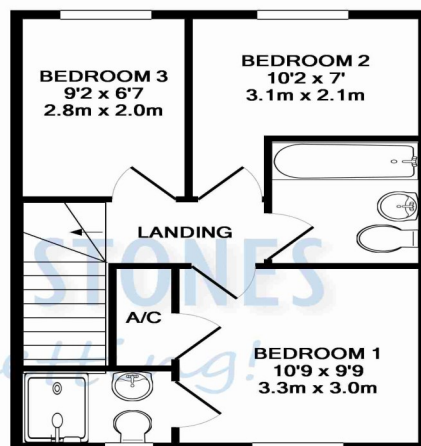 BEDROOM 3
9'2 x 6'7
2.8m x 2.0m
BEDROOM 2
10'2 x 7'
3.1m x 2.1m
LANDING
STONES
A/C
BEDROOM 1
10'9 x 9'9
3.3m x 3.0m